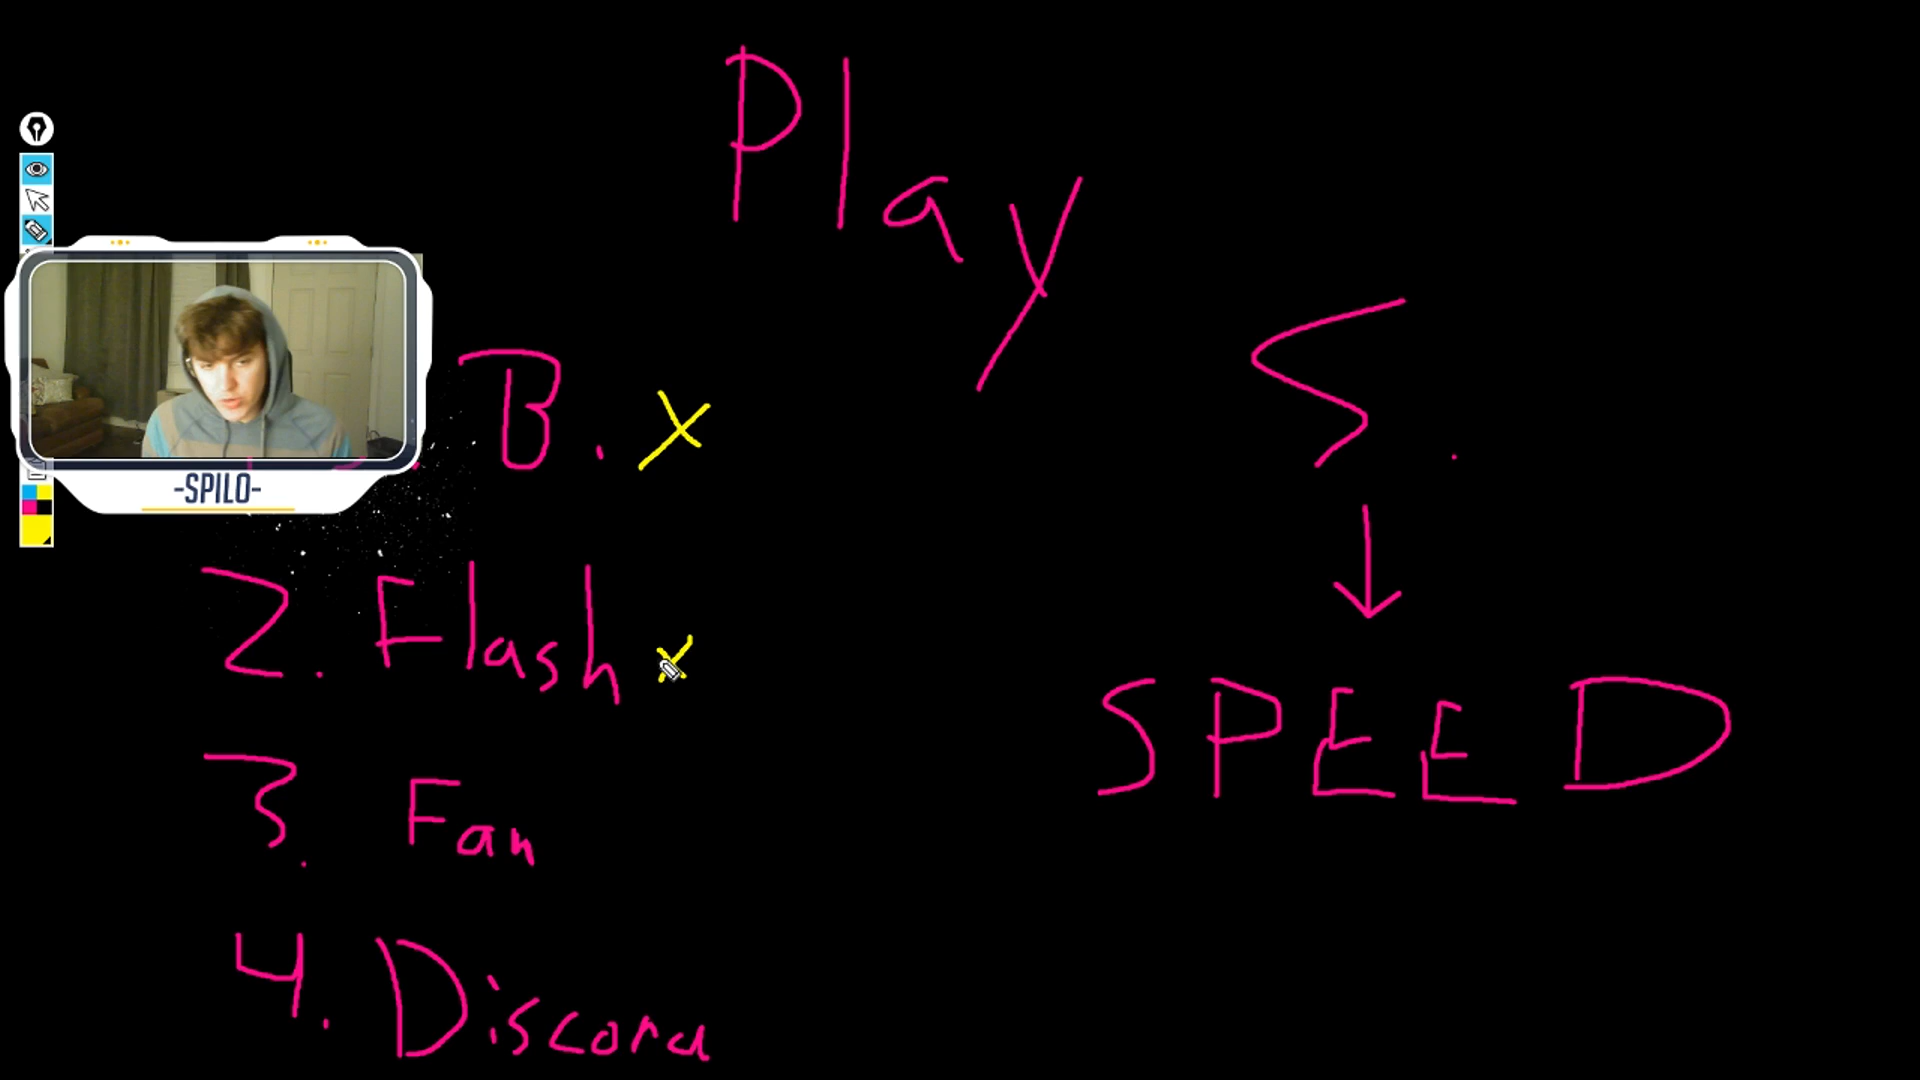 Play
S.
B. X
-SPILO-
2. Flash x
SPEED
3. Fan
4. Discord